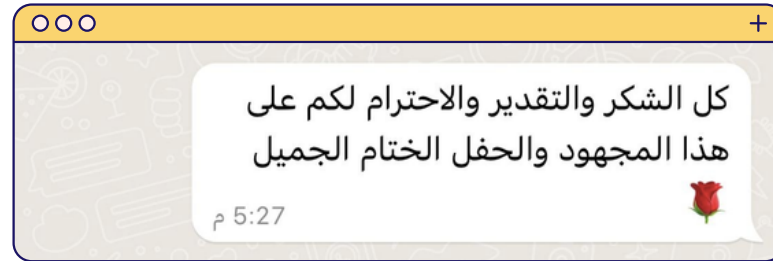 كل الشكر والتقدير والاحترام لكم على
هذا المجهود والحفل الختام الجميل
🌹
5:27 م